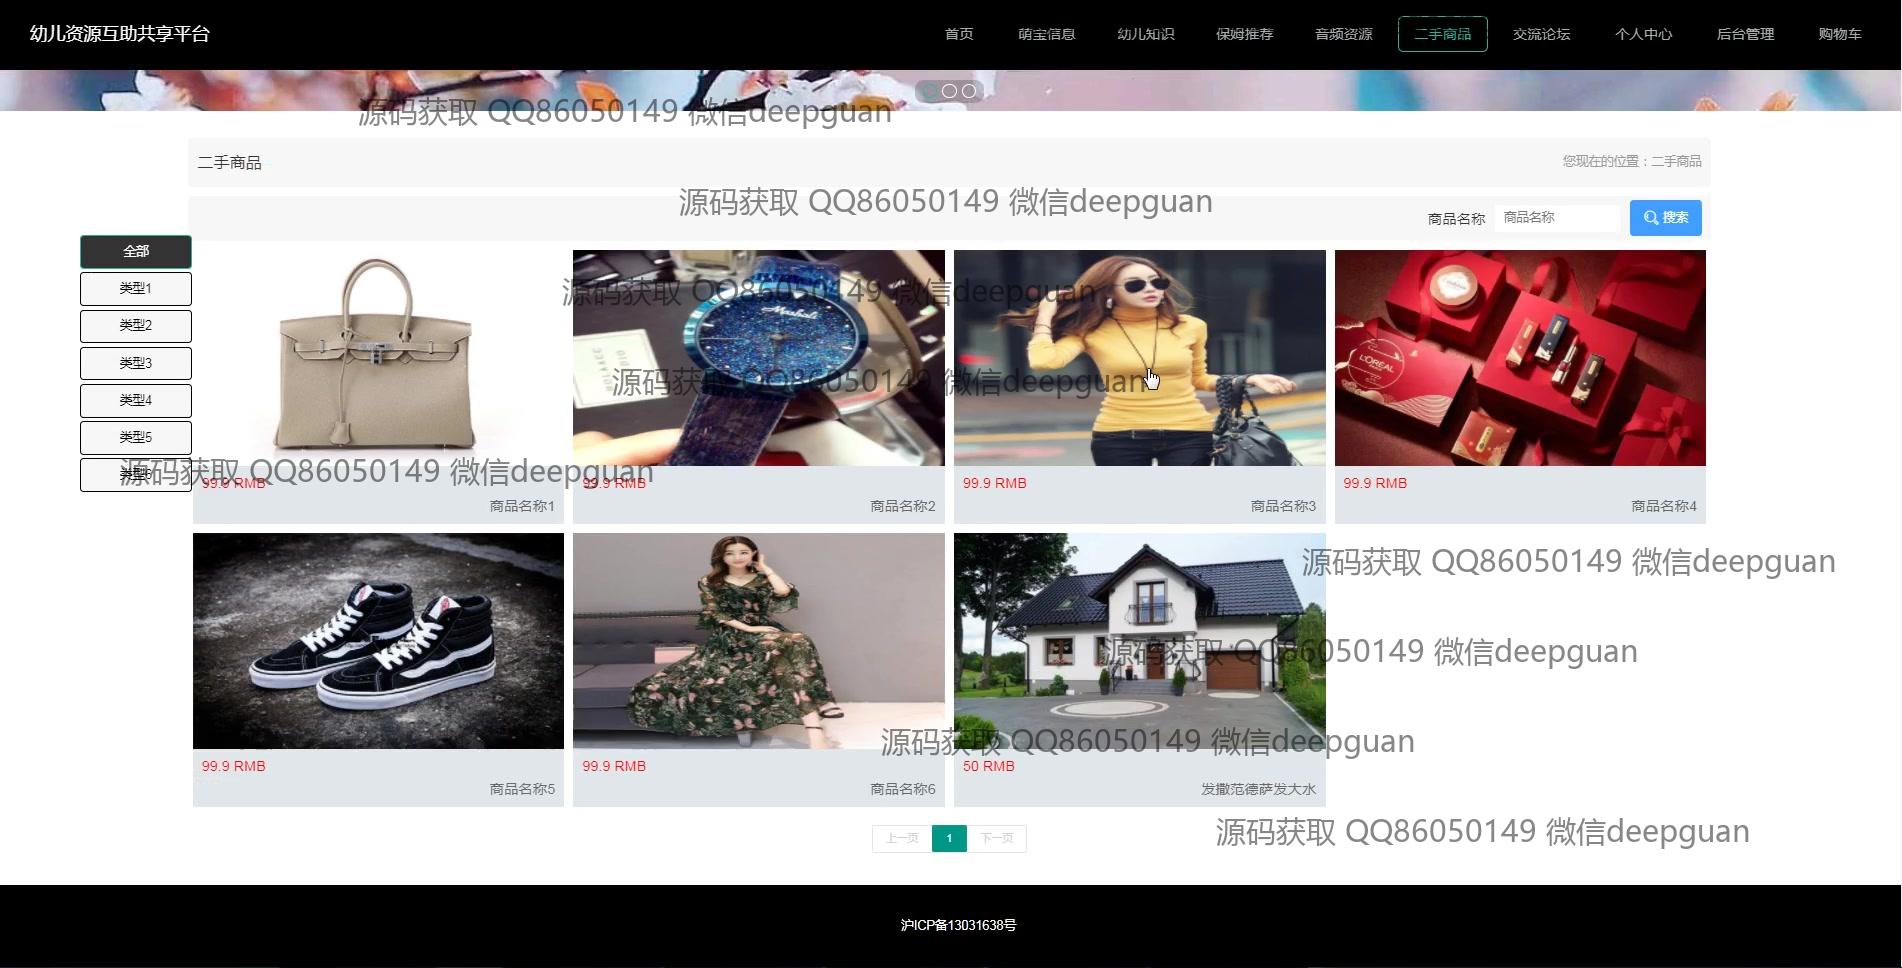 幼儿资源互助共享平台
首页 萌宝信息 幼儿知识 保姆推荐 音频资源 二手商品 交流论坛 个人中心 后台管理 购物车
源码获取 QQ86050149 微信deepguan
二手商品
您现在的位置：二手商品
源码获取 QQ86050149 微信deepguan
商品名称 商品名称 搜索
全部
类型1
类型2
类型3
类型4
类型5
类型6
源码获取 QQ86050149 微信deepguan
Mashali
L'ORÉAL
源码获取 QQ86050149 微信deepguan
源码获取 QQ86050149 微信deepguan
99.9 RMB 99.9 RMB 99.9 RMB 99.9 RMB
商品名称1 商品名称2 商品名称3 商品名称4
源码获取 QQ86050149 微信deepguan
源码获取 QQ86050149 微信deepguan
源码获取 QQ86050149 微信deepguan
99.9 RMB 99.9 RMB 50 RMB
商品名称5 商品名称6 发撒范德萨发大水
源码获取 QQ86050149 微信deepguan
上一页 1 下一页
沪ICP备13031638号